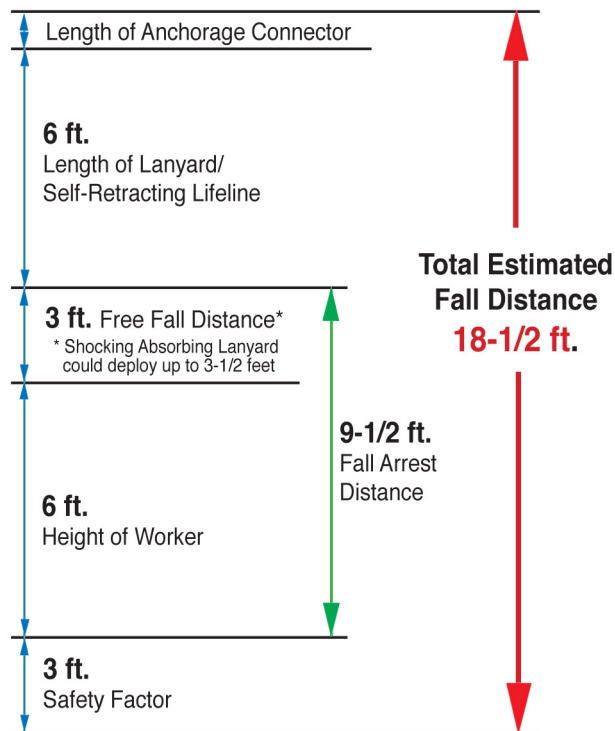 Length of Anchorage Connector
6 ft.
Length of Lanyard/
Self-Retracting Lifeline
3 ft. Free Fall Distance*
* Shocking Absorbing Lanyard
could deploy up to 3-1/2 feet
6 ft.
Height of Worker
3 ft.
Safety Factor
9-1/2 ft.
Fall Arrest
Distance
Total Estimated
Fall Distance
18-1/2 ft.